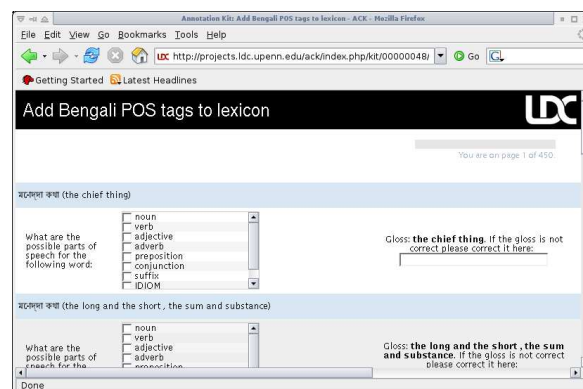 Annotation Kit: Add Bengali POS tags to lexicon - ACK - Mozilla Firefox
File Edit View Go Bookmarks Tools Help
LDC http://projects.ldc.upenn.edu/ack/index.php/kit/00000048/ Go G
Getting Started Latest Headlines
Add Bengali POS tags to lexicon LDC
You are on page 1 of 450
কথা (the chief thing)
What are the
possible parts of
speech for the
following word:
noun
verb
adjective
adverb
preposition
conjunction
suffix
IDIOM
Gloss: the chief thing. If the gloss is not
correct please correct it here:
কথা (the long and the short , the sum and substance)
What are the
possible parts of
speech for the
noun
verb
adjective
adverb
preposition
Gloss: the long and the short , the sum
and substance. If the gloss is not correct
please correct it here:
Done